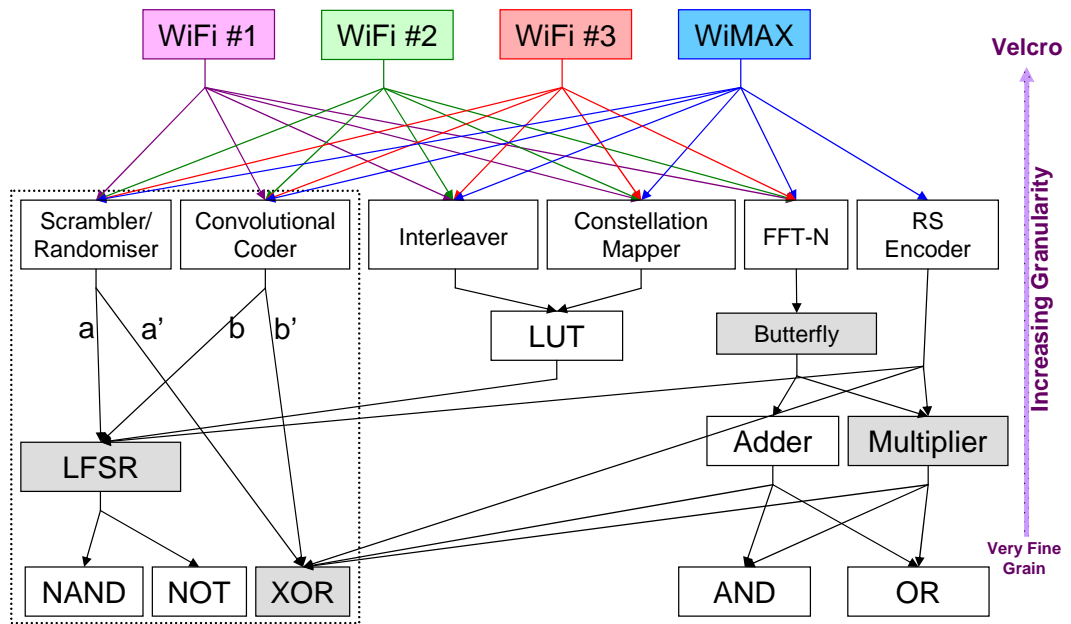 WiFi #1
WiFi #2
WiFi #3
WiMAX
Velcro
Scrambler/
Randomiser
Convolutional
Coder
Interleaver
Constellation
Mapper
FFT-N
RS
Encoder
Increasing Granularity
a
a’
b
b’
LUT
Butterfly
LFSR
Adder
Multiplier
Very Fine
Grain
NAND
NOT
XOR
AND
OR